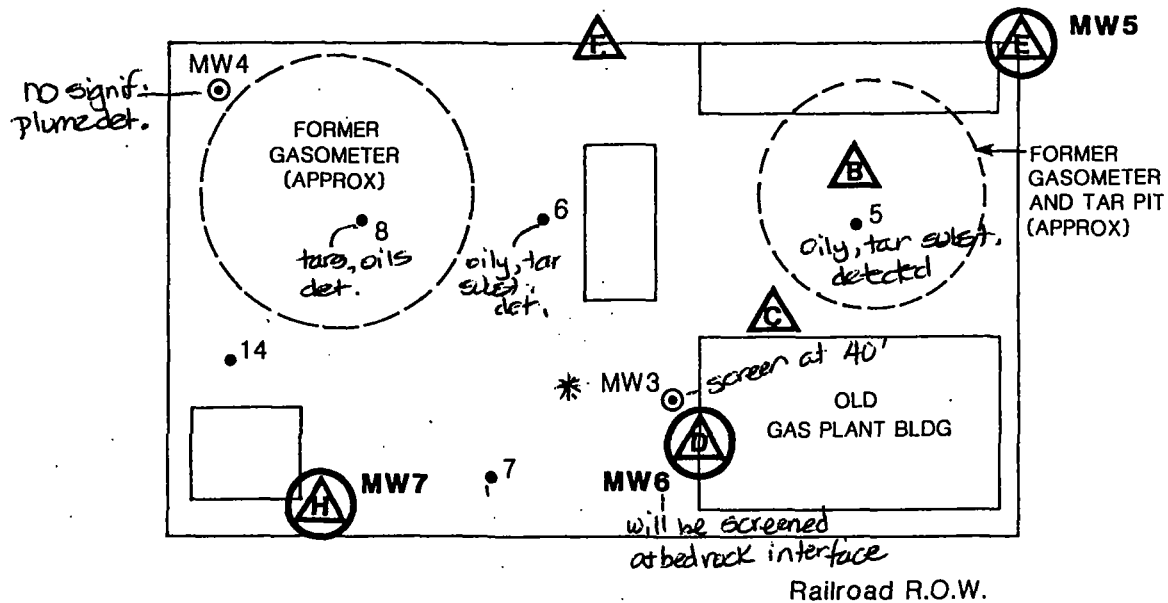 F
E
MW5
MW4
no signif.
plume det.
FORMER
GASOMETER
(APPROX)
B
FORMER
GASOMETER
AND TAR PIT
(APPROX)
8
tars, oils
det.
6
oily, tar
subst.
det.
5
oily, tar subst.
detected
C
14
* MW3
screen at 40'
OLD
GAS PLANT BLDG
D
MW6
will be screened
at bedrock interface
H
MW7
7
Railroad R.O.W.